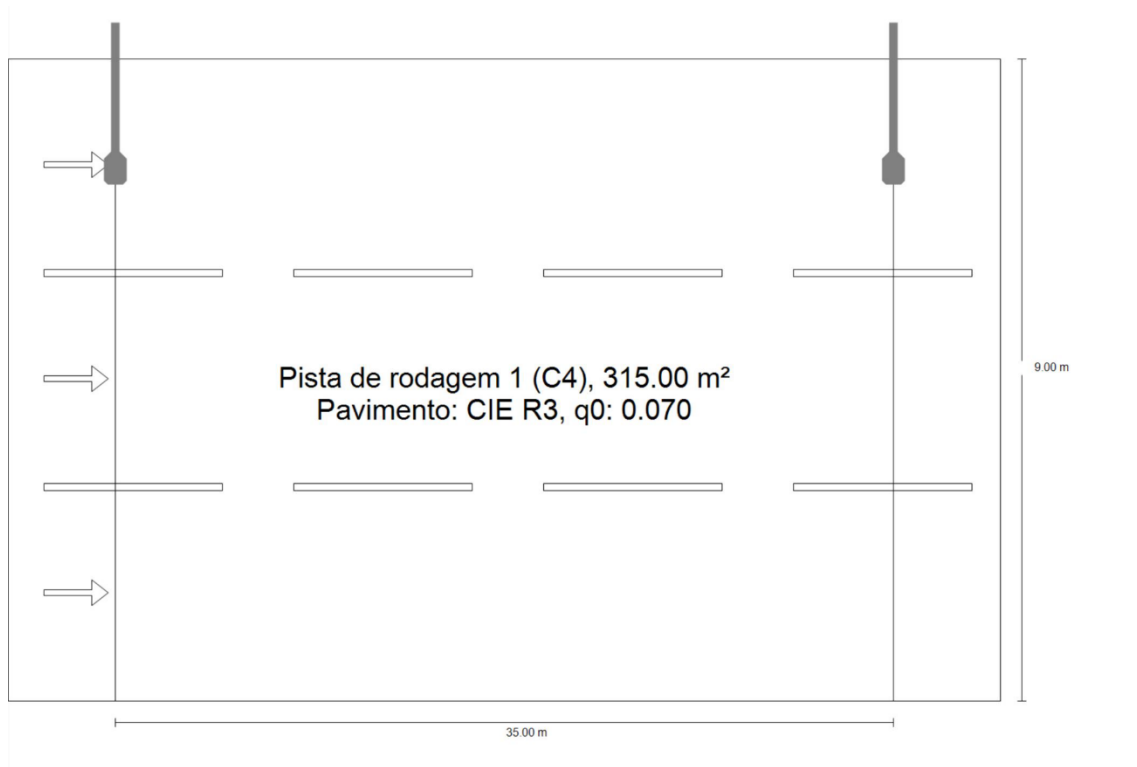 Pista de rodagem 1 (C4), 315.00 m²
Pavimento: CIE R3, q0: 0.070
9.00 m
35.00 m